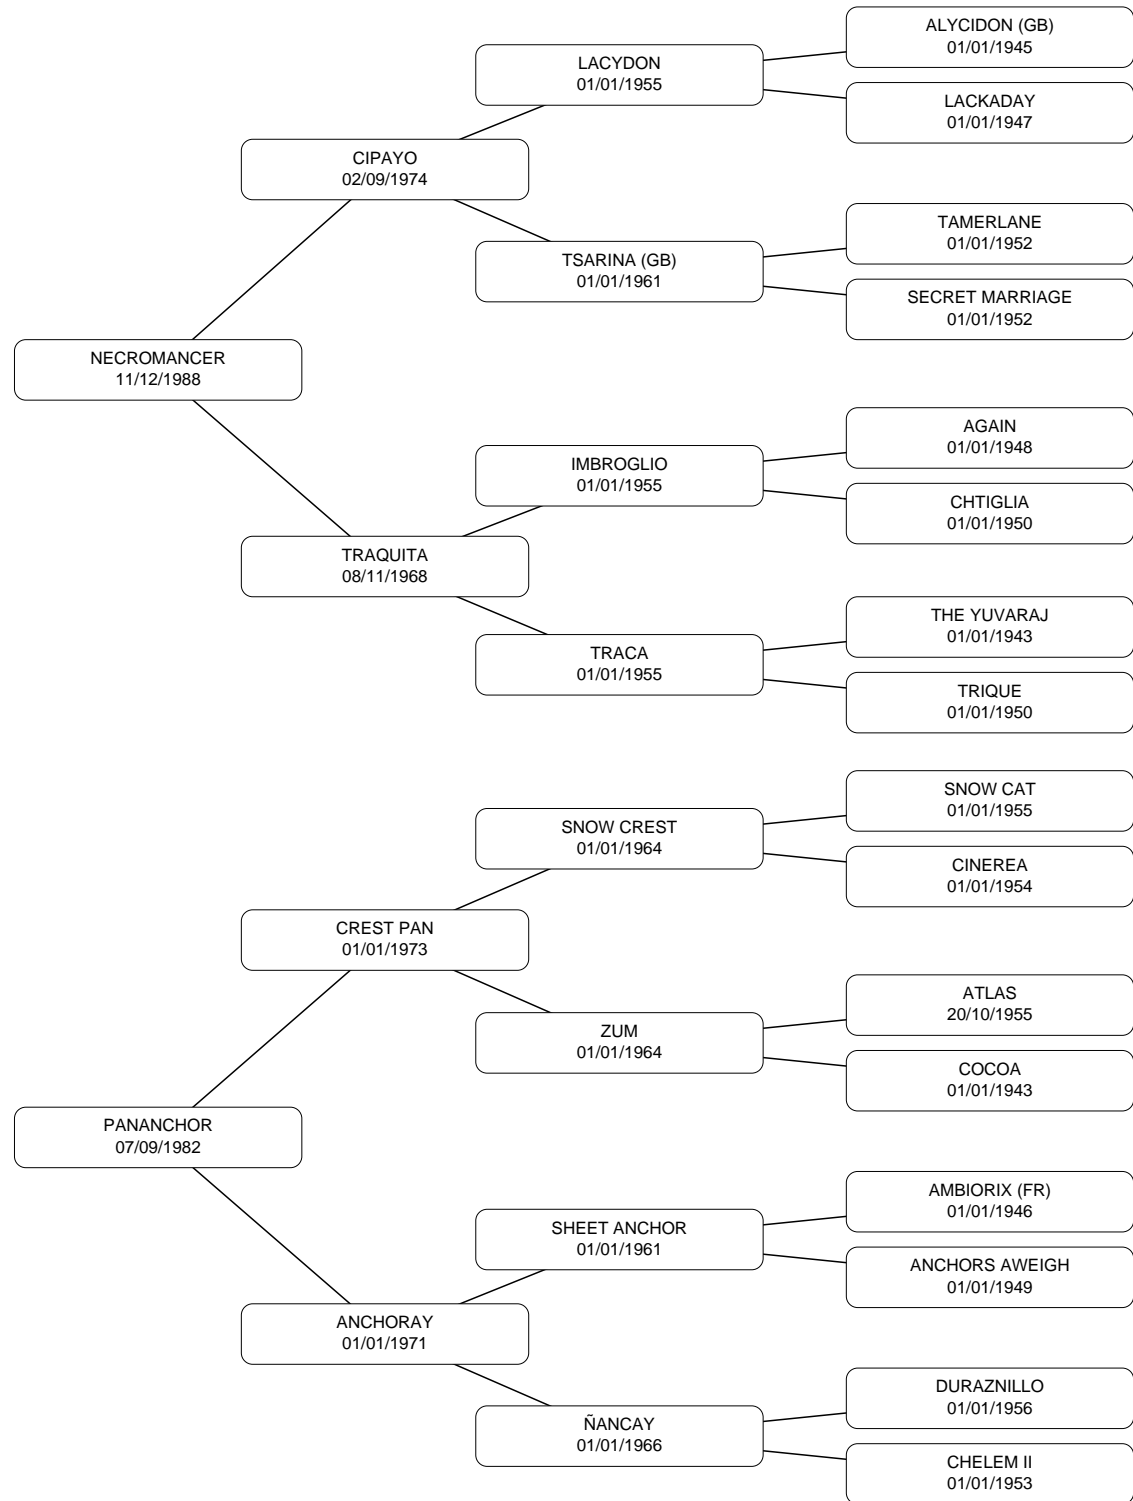 ALYCIDON (GB)
01/01/1945
LACYDON
01/01/1955
LACKADAY
01/01/1947
CIPAYO
02/09/1974
TAMERLANE
01/01/1952
TSARINA (GB)
01/01/1961
SECRET MARRIAGE
01/01/1952
NECROMANCER
11/12/1988
AGAIN
01/01/1948
IMBROGLIO
01/01/1955
CHTIGLIA
01/01/1950
TRAQUITA
08/11/1968
THE YUVARAJ
01/01/1943
TRACA
01/01/1955
TRIQUE
01/01/1950
SNOW CAT
01/01/1955
SNOW CREST
01/01/1964
CINEREA
01/01/1954
CREST PAN
01/01/1973
ATLAS
20/10/1955
ZUM
01/01/1964
COCOA
01/01/1943
PANANCHOR
07/09/1982
AMBIORIX (FR)
01/01/1946
SHEET ANCHOR
01/01/1961
ANCHORS AWEIGH
01/01/1949
ANCHORAY
01/01/1971
DURAZNILLO
01/01/1956
ÑANCAY
01/01/1966
CHELEM II
01/01/1953